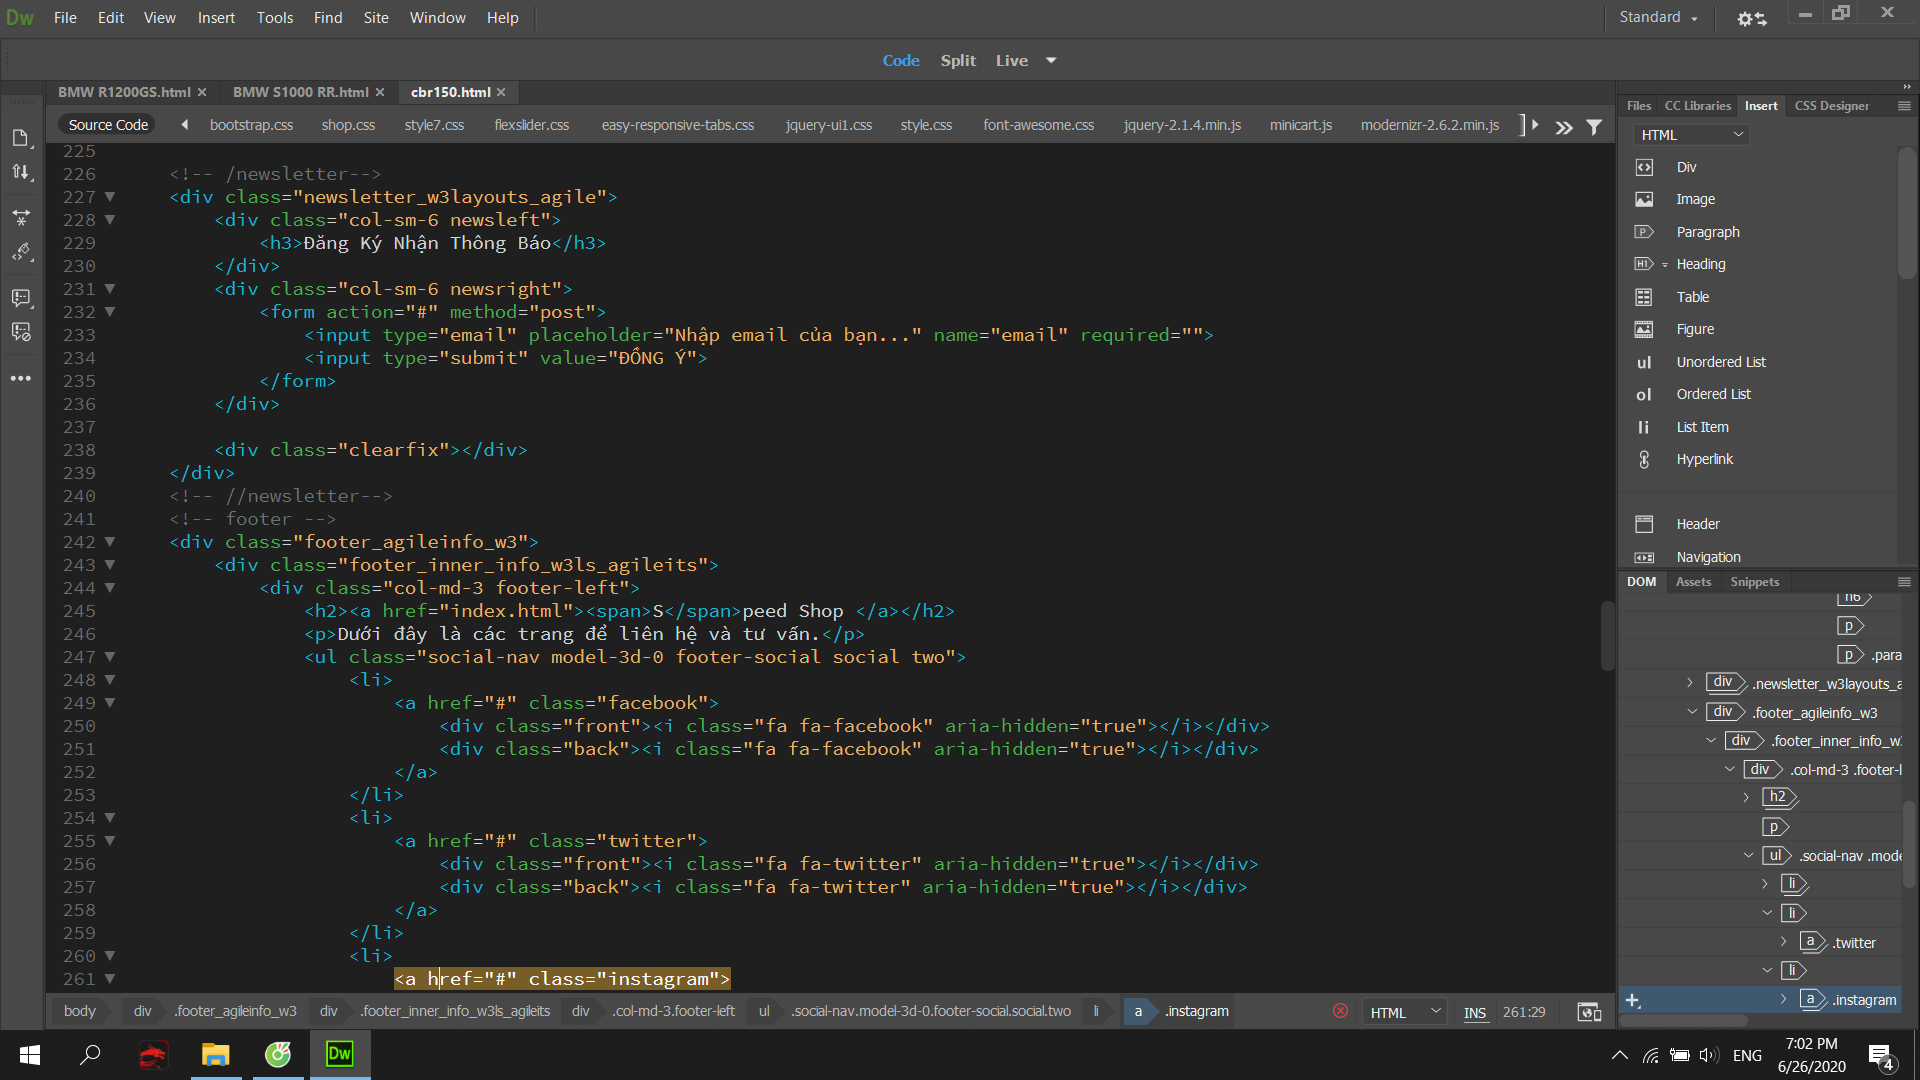 Dw File Edit View Insert Tools Find Site Window Help Standard
Code Split Live
BMW R1200GS.html × BMW S1000 RR.html × cbr150.html ×
Source Code bootstrap.css shop.css style7.css flexslider.css easy-responsive-tabs.css jquery-ui1.css style.css font-awesome.css jquery-2.1.4.min.js minicart.js modernizr-2.6.2.min.js
225
226 <!-- /newsletter-->
227 <div class="newsletter_w3layouts_agile">
228 <div class="col-sm-6 newsleft">
229 <h3>Đăng Ký Nhận Thông Báo</h3>
230 </div>
231 <div class="col-sm-6 newsright">
232 <form action="#" method="post">
233 <input type="email" placeholder="Nhập email của bạn..." name="email" required="">
234 <input type="submit" value="ĐỒNG Ý">
235 </form>
236 </div>
237
238 <div class="clearfix"></div>
239 </div>
240 <!-- //newsletter-->
241 <!-- footer -->
242 <div class="footer_agileinfo_w3">
243 <div class="footer_inner_info_w3ls_agileits">
244 <div class="col-md-3 footer-left">
245 <h2><a href="index.html"><span>S</span>peed Shop </a></h2>
246 <p>Dưới đây là các trang để liên hệ và tư vấn.</p>
247 <ul class="social-nav model-3d-0 footer-social social two">
248 <li>
249 <a href="#" class="facebook">
250 <div class="front"><i class="fa fa-facebook" aria-hidden="true"></i></div>
251 <div class="back"><i class="fa fa-facebook" aria-hidden="true"></i></div>
252 </a>
253 </li>
254 <li>
255 <a href="#" class="twitter">
256 <div class="front"><i class="fa fa-twitter" aria-hidden="true"></i></div>
257 <div class="back"><i class="fa fa-twitter" aria-hidden="true"></i></div>
258 </a>
259 </li>
260 <li>
261 <a href="#" class="instagram">
body div .footer_agileinfo_w3 div .footer_inner_info_w3ls_agileits div .col-md-3.footer-left ul .social-nav.model-3d-0.footer-social.social.two li a .instagram HTML INS 261:29
Files CC Libraries Insert CSS Designer
HTML
Div
Image
P Paragraph
H1 Heading
Table
Figure
ul Unordered List
ol Ordered List
li List Item
Hyperlink
Header
Navigation
DOM Assets Snippets
h6
p
p .para
div .newsletter_w3layouts_a
div .footer_agileinfo_w3
div .footer_inner_info_w
div .col-md-3 .footer-l
h2
p
ul .social-nav .mode
li
li
a .twitter
li
a .instagram
Dw ENG 7:02 PM
6/26/2020 4